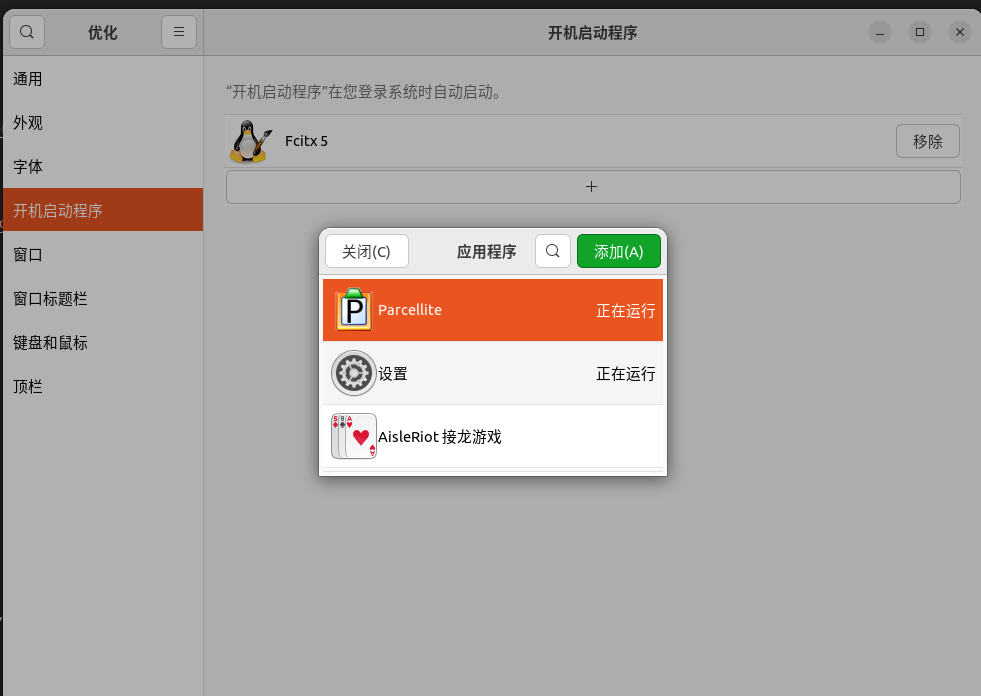 优化
开机启动程序
通用
外观
字体
开机启动程序
窗口
窗口标题栏
键盘和鼠标
顶栏
“开机启动程序”在您登录系统时自动启动。
Fcitx 5
移除
关闭(C)
应用程序
添加(A)
P
Parcellite
正在运行
设置
正在运行
AisleRiot 接龙游戏